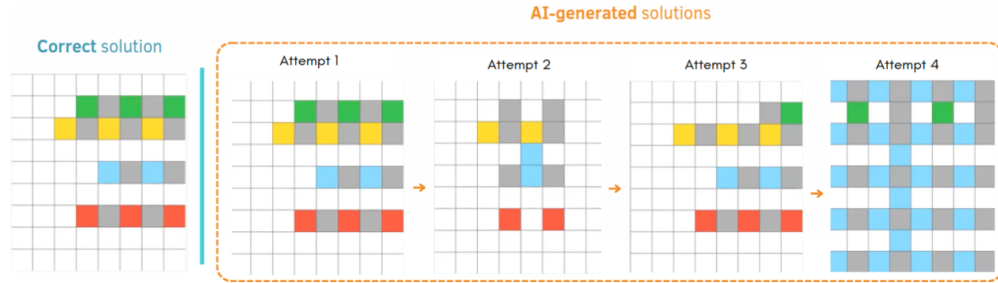 AI-generated solutions
Correct solution
Attempt 1
Attempt 2
Attempt 3
Attempt 4